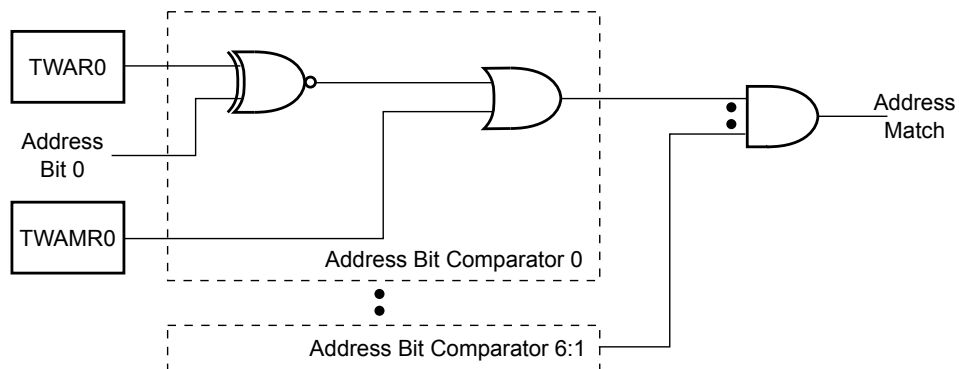 TWAR0
Address
Bit 0
TWAMR0
Address Bit Comparator 0
Address Bit Comparator 6:1
Address
Match